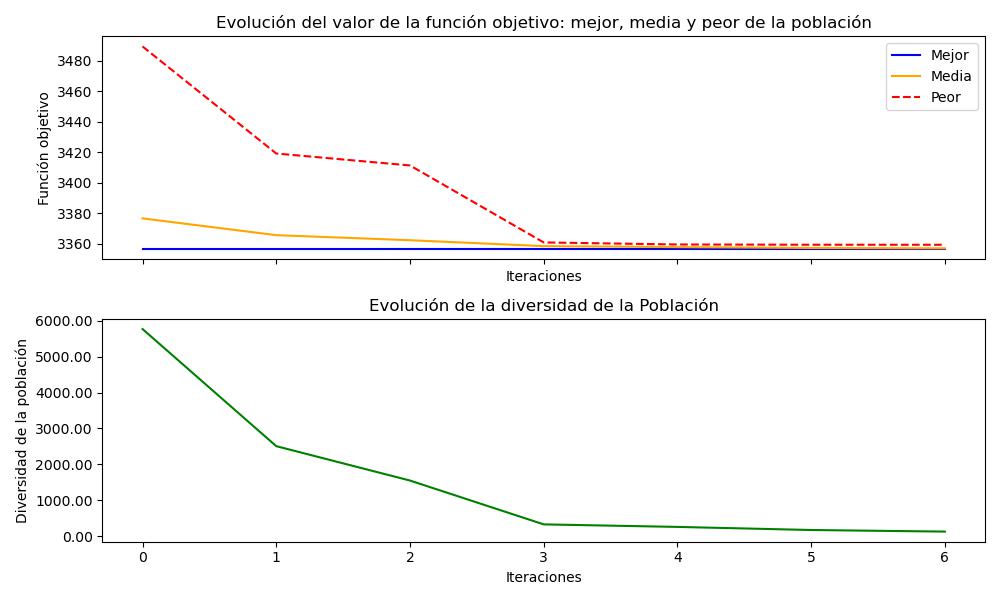 Evolución del valor de la función objetivo: mejor, media y peor de la población
Función objetivo
3480
3460
3440
3420
3400
3380
3360
Mejor
Media
Peor
Iteraciones
Evolución de la diversidad de la Población
Diversidad de la población
6000.00
5000.00
4000.00
3000.00
2000.00
1000.00
0.00
0 1 2 3 4 5 6
Iteraciones